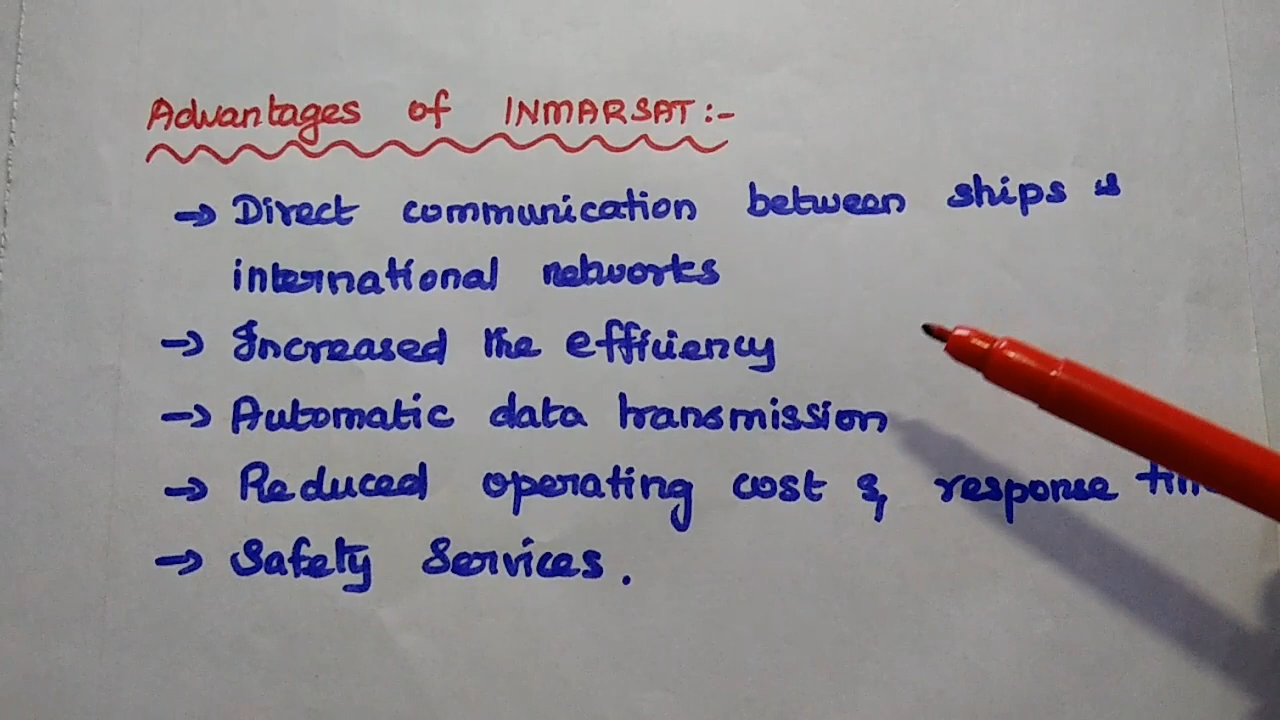 Advantages of INMARSAT:-
→ Direct communication between ships &
international networks
→ Increased the efficiency
→ Automatic data transmission
→ Reduced operating cost & response
→ Safety Services.